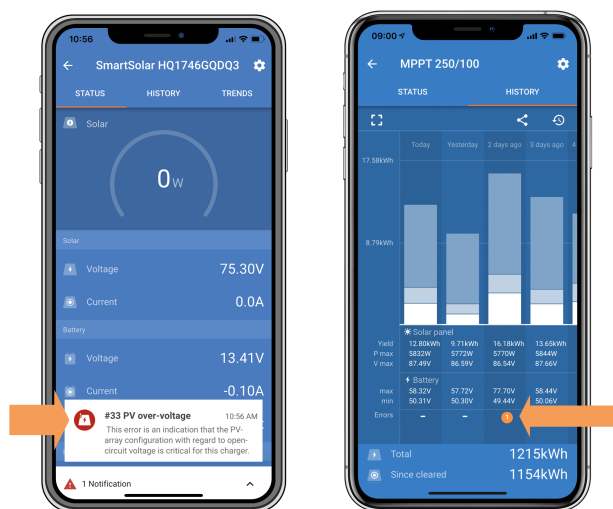 10:56
SmartSolar HQ1746GQDQ3
STATUS HISTORY TRENDS
Solar
0W
Solar
Voltage 75.30V
Current 0.0A
Battery
Voltage 13.41V
Current -0.10A
#33 PV over-voltage 10:56 AM
This error is an indication that the PV-
array configuration with regard to open-
circuit voltage is critical for this charger.
1 Notification
09:00
MPPT 250/100
STATUS HISTORY
Today Yesterday 2 days ago 3 days ago 4
17.58kWh
8.79kWh
Solar panel
Yield 12.80kWh 9.71kWh 16.18kWh 13.65kWh
P max 5832W 5772W 5770W 5844W
V max 87.49V 86.59V 86.54V 87.66V
Battery
max 58.32V 57.72V 77.70V 58.44V
min 50.31V 50.30V 49.44V 50.06V
Errors - - 1
Total 1215kWh
Since cleared 1154kWh